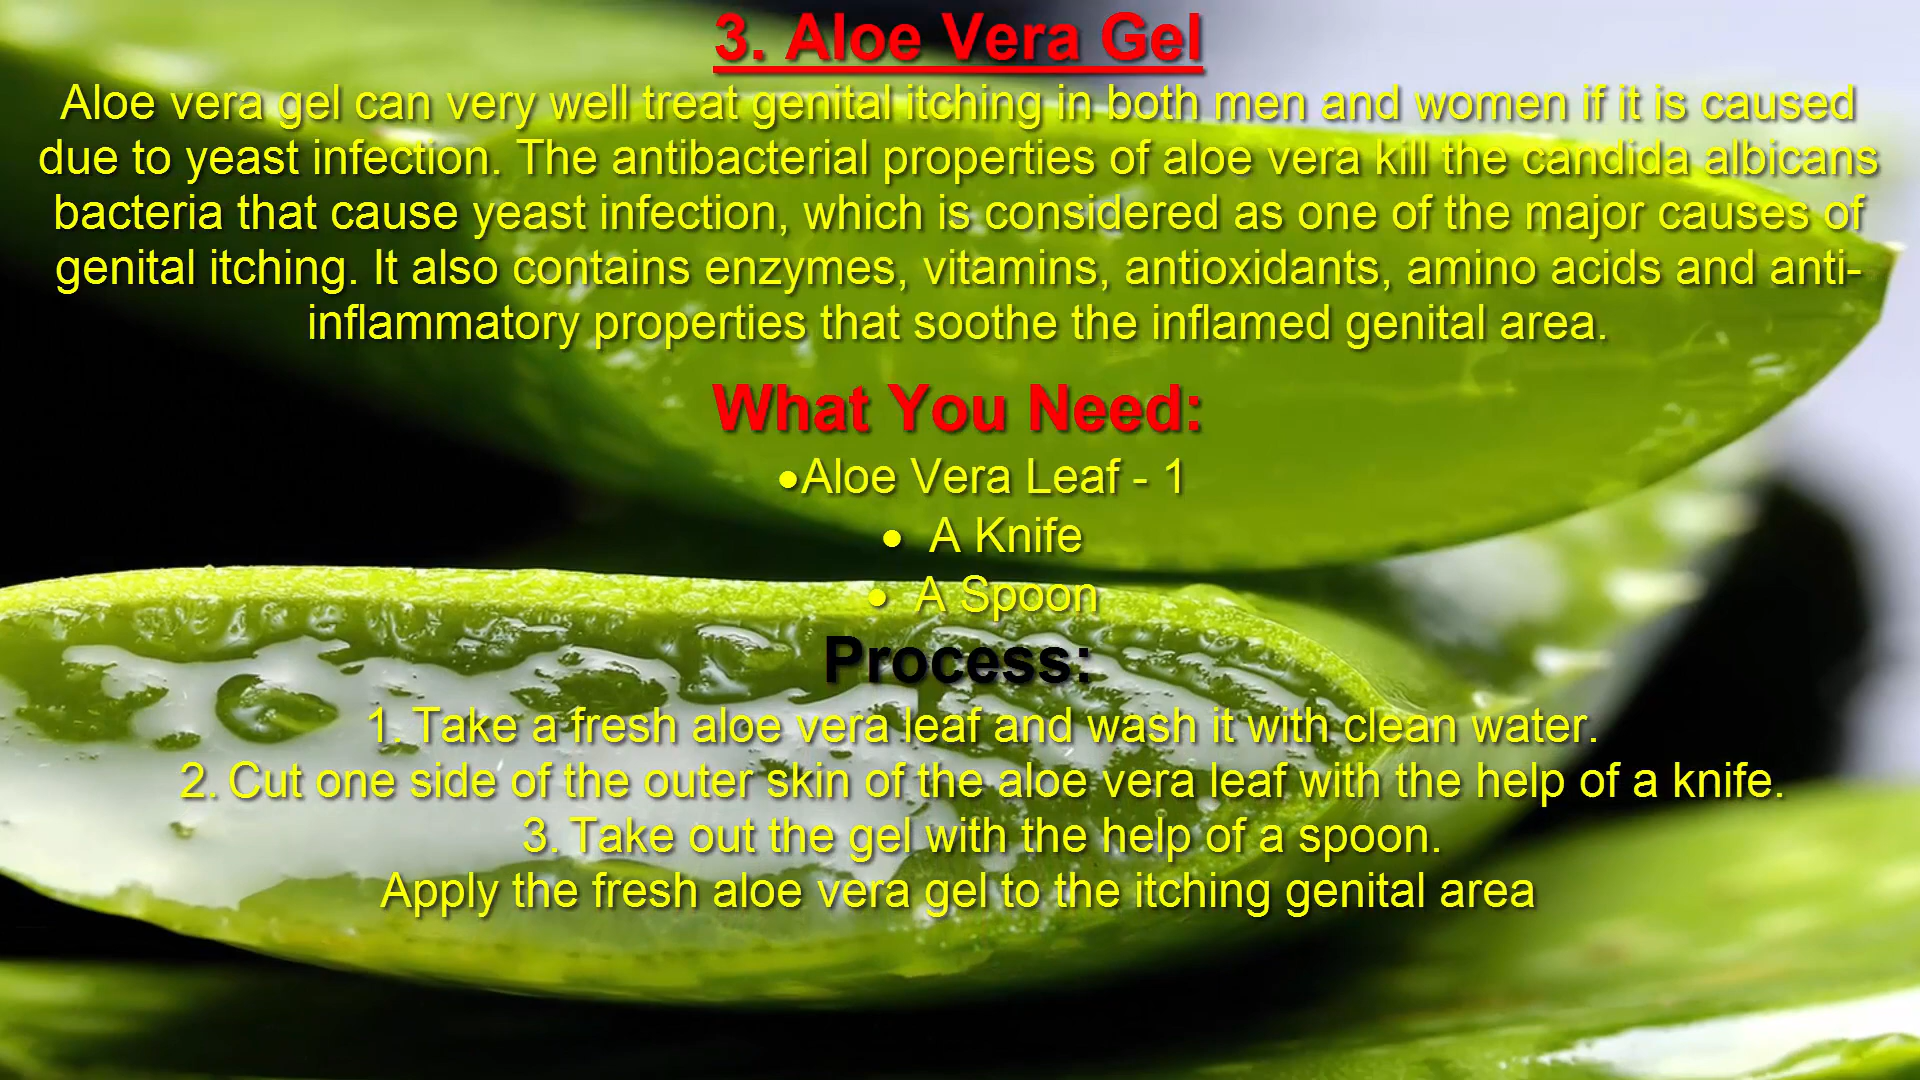 3. Aloe Vera Gel
Aloe vera gel can very well treat genital itching in both men and women if it is caused
due to yeast infection. The antibacterial properties of aloe vera kill the candida albicans
bacteria that cause yeast infection, which is considered as one of the major causes of
genital itching. It also contains enzymes, vitamins, antioxidants, amino acids and anti-
inflammatory properties that soothe the inflamed genital area.
What You Need:
•Aloe Vera Leaf - 1
• A Knife
• A Spoon
Process:
1. Take a fresh aloe vera leaf and wash it with clean water.
2. Cut one side of the outer skin of the aloe vera leaf with the help of a knife.
3. Take out the gel with the help of a spoon.
Apply the fresh aloe vera gel to the itching genital area